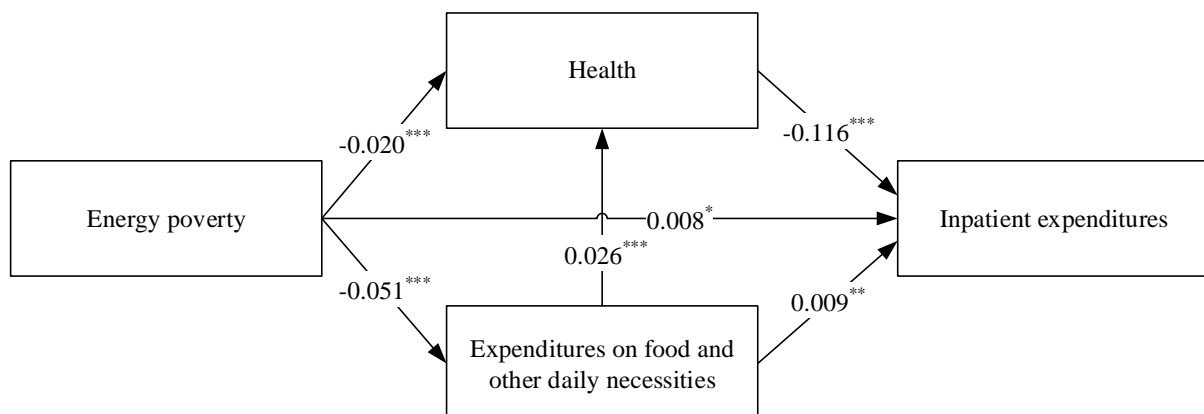 Health
-0.020***
-0.116***
Energy poverty
0.008*
Inpatient expenditures
0.026***
-0.051***
0.009**
Expenditures on food and
other daily necessities